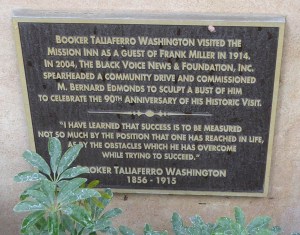 BOOKER TALIAFERRO WASHINGTON VISITED THE
MISSION INN AS A GUEST OF FRANK MILLER IN 1914.
IN 2004, THE BLACK VOICE NEWS & FOUNDATION, INC.
SPEARHEADED A COMMUNITY DRIVE AND COMMISSIONED
M. BERNARD EDMONDS TO SCULPT A BUST OF HIM
TO CELEBRATE THE 90TH ANNIVERSARY OF HIS HISTORIC VISIT.
"I HAVE LEARNED THAT SUCCESS IS TO BE MEASURED
NOT SO MUCH BY THE POSITION THAT ONE HAS REACHED IN LIFE,
AS BY THE OBSTACLES WHICH HE HAS OVERCOME
WHILE TRYING TO SUCCEED."
BOOKER TALIAFERRO WASHINGTON
1856 - 1915